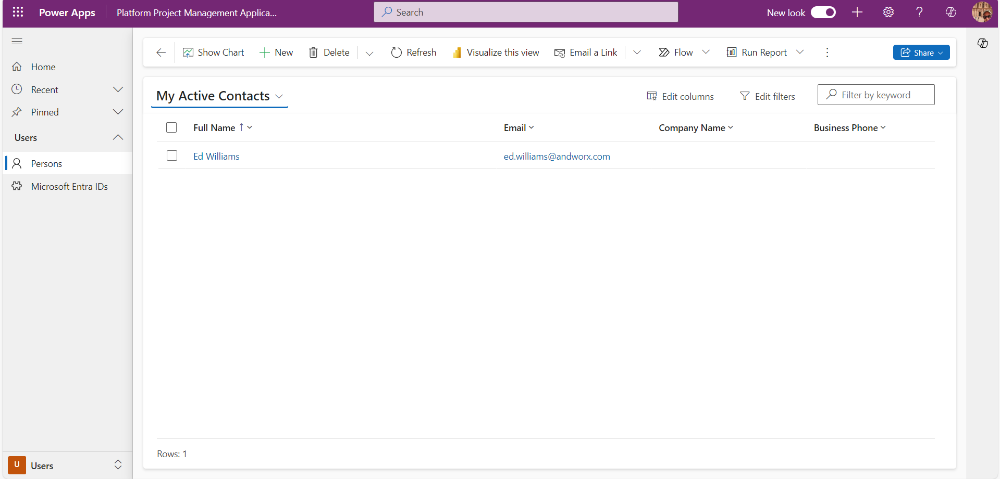 Power Apps
Platform Project Management Applica...
Search
New look
Home
Recent
Pinned
Users
Persons
Microsoft Entra IDs
U
Users
Show Chart
New
Delete
Refresh
Visualize this view
Email a Link
Flow
Run Report
Share
My Active Contacts
Edit columns
Edit filters
Filter by keyword
Full Name
Email
Company Name
Business Phone
Ed Williams
ed.williams@andworx.com
Rows: 1